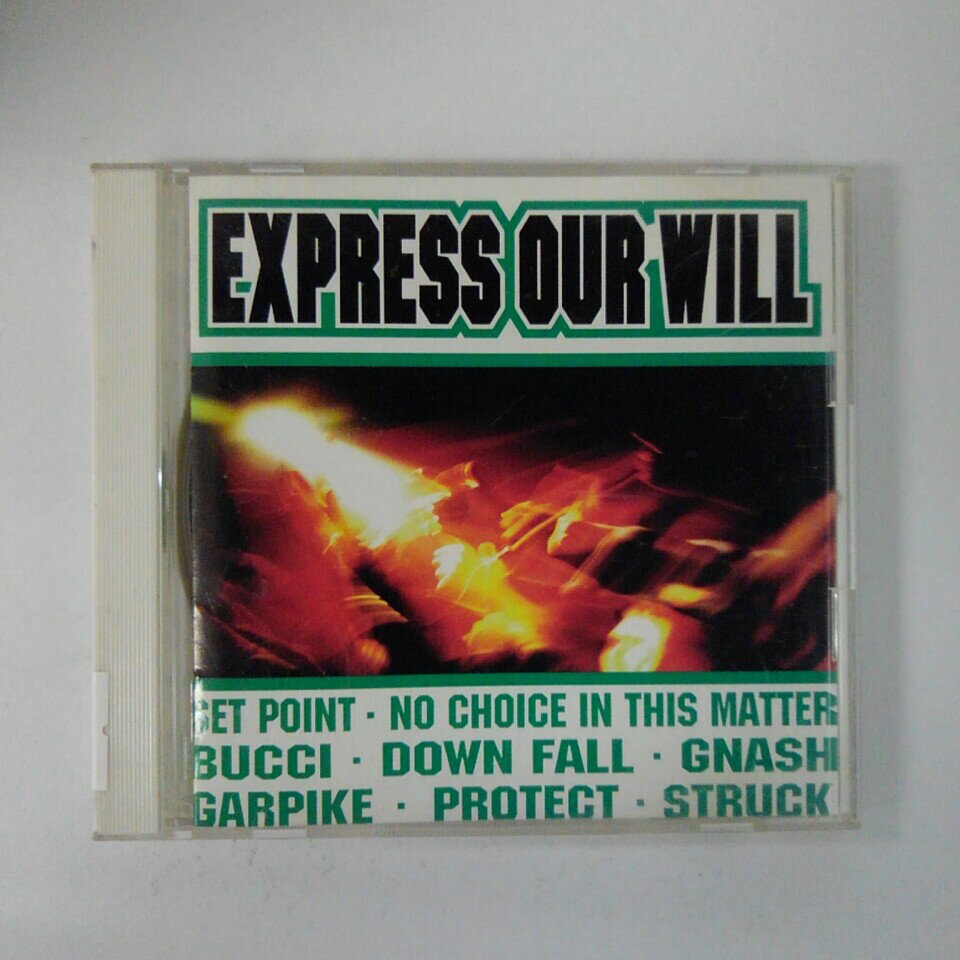 EXPRESS OUR WILL
SET POINT · NO CHOICE IN THIS MATTER
BUCCI · DOWN FALL · GNASH
GARPIKE · PROTECT · STRUCK